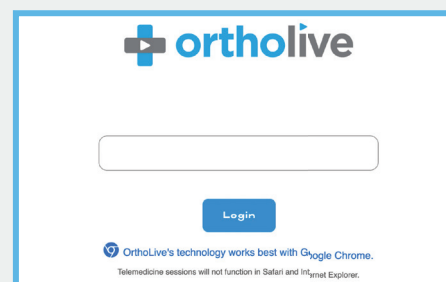 ortholive
Login
OrthoLive's technology works best with Google Chrome.
Telemedicine sessions will not function in Safari and Internet Explorer.